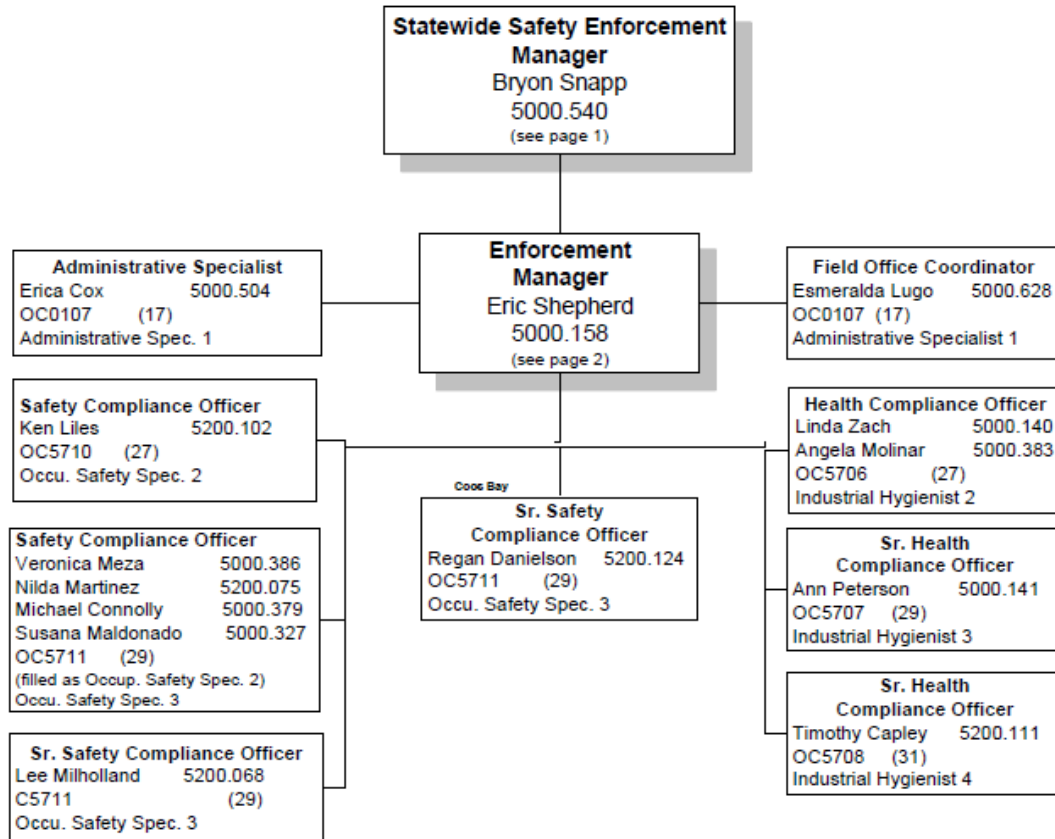 Statewide Safety Enforcement
Manager
Bryon Snapp
5000.540
(see page 1)
Enforcement
Manager
Eric Shepherd
5000.158
(see page 2)
Administrative Specialist
Erica Cox 5000.504
OC0107 (17)
Administrative Spec. 1
Field Office Coordinator
Esmeralda Lugo 5000.628
OC0107 (17)
Administrative Specialist 1
Safety Compliance Officer
Ken Liles 5200.102
OC5710 (27)
Occu. Safety Spec. 2
Safety Compliance Officer
Veronica Meza 5000.386
Nilda Martinez 5200.075
Michael Connolly 5000.379
Susana Maldonado 5000.327
OC5711 (29)
(filled as Occup. Safety Spec. 2)
Occu. Safety Spec. 3
Sr. Safety Compliance Officer
Lee Milholland 5200.068
C5711 (29)
Occu. Safety Spec. 3
Coos Bay
Sr. Safety
Compliance Officer
Regan Danielson 5200.124
OC5711 (29)
Occu. Safety Spec. 3
Health Compliance Officer
Linda Zach 5000.140
Angela Molinar 5000.383
OC5706 (27)
Industrial Hygienist 2
Sr. Health
Compliance Officer
Ann Peterson 5000.141
OC5707 (29)
Industrial Hygienist 3
Sr. Health
Compliance Officer
Timothy Capley 5200.111
OC5708 (31)
Industrial Hygienist 4